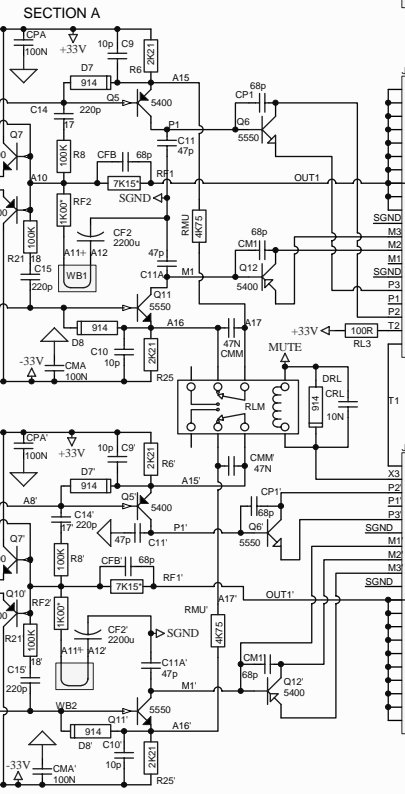 SECTION A
CPA
100N
+33V
10p C9
2K21
R6
D7
914
A15
C14
220p
Q5
5400
17
P1
CP1
68p
Q6
5550
Q7
100K
R8
CFB
68p
C11
47p
A10
RF1
7K15*
OUT1
SGND
RF2
1K00*
CF2
2200u
RMU
4K75
100K
R21
18
C15
220p
A11+ A12
WB1
47p
C11A
M1
CM1
68p
Q12
5400
Q11
5550
SGND
M3
M2
M1
SGND
P3
P1
P2
T2
914
D8
A16
A17
47N
CMM
+33V
100R
RL3
C10
10p
2K21
R25
-33V
CMA
100N
MUTE
RLM
DRL
914
CRL
10N
T1
CPA'
100N
+33V
10p
C9'
2K21
R6'
CMM'
47N
D7'
914
A15'
X3
A8'
Q5'
5400
C14'
220p
17'
47p
C11'
P1'
CP1'
68p
Q6'
5550
P2'
P1'
P3'
SGND
M1'
M2'
M3'
SGND
Q7'
100K
R8'
CFB'
68p
7K15*
RF1'
Q10'
RF2'
1K00*
A17'
OUT1'
RMU'
4K75
R21'
100K
18'
C15'
220p
CF2'
2200u
A11+ A12'
SGND
C11A'
47p
M1'
CM1'
68p
Q12'
5400
WB2
Q11'
5550
914
D8'
A16'
C10'
10p
2K21
R25'
-33V
CMA'
100N